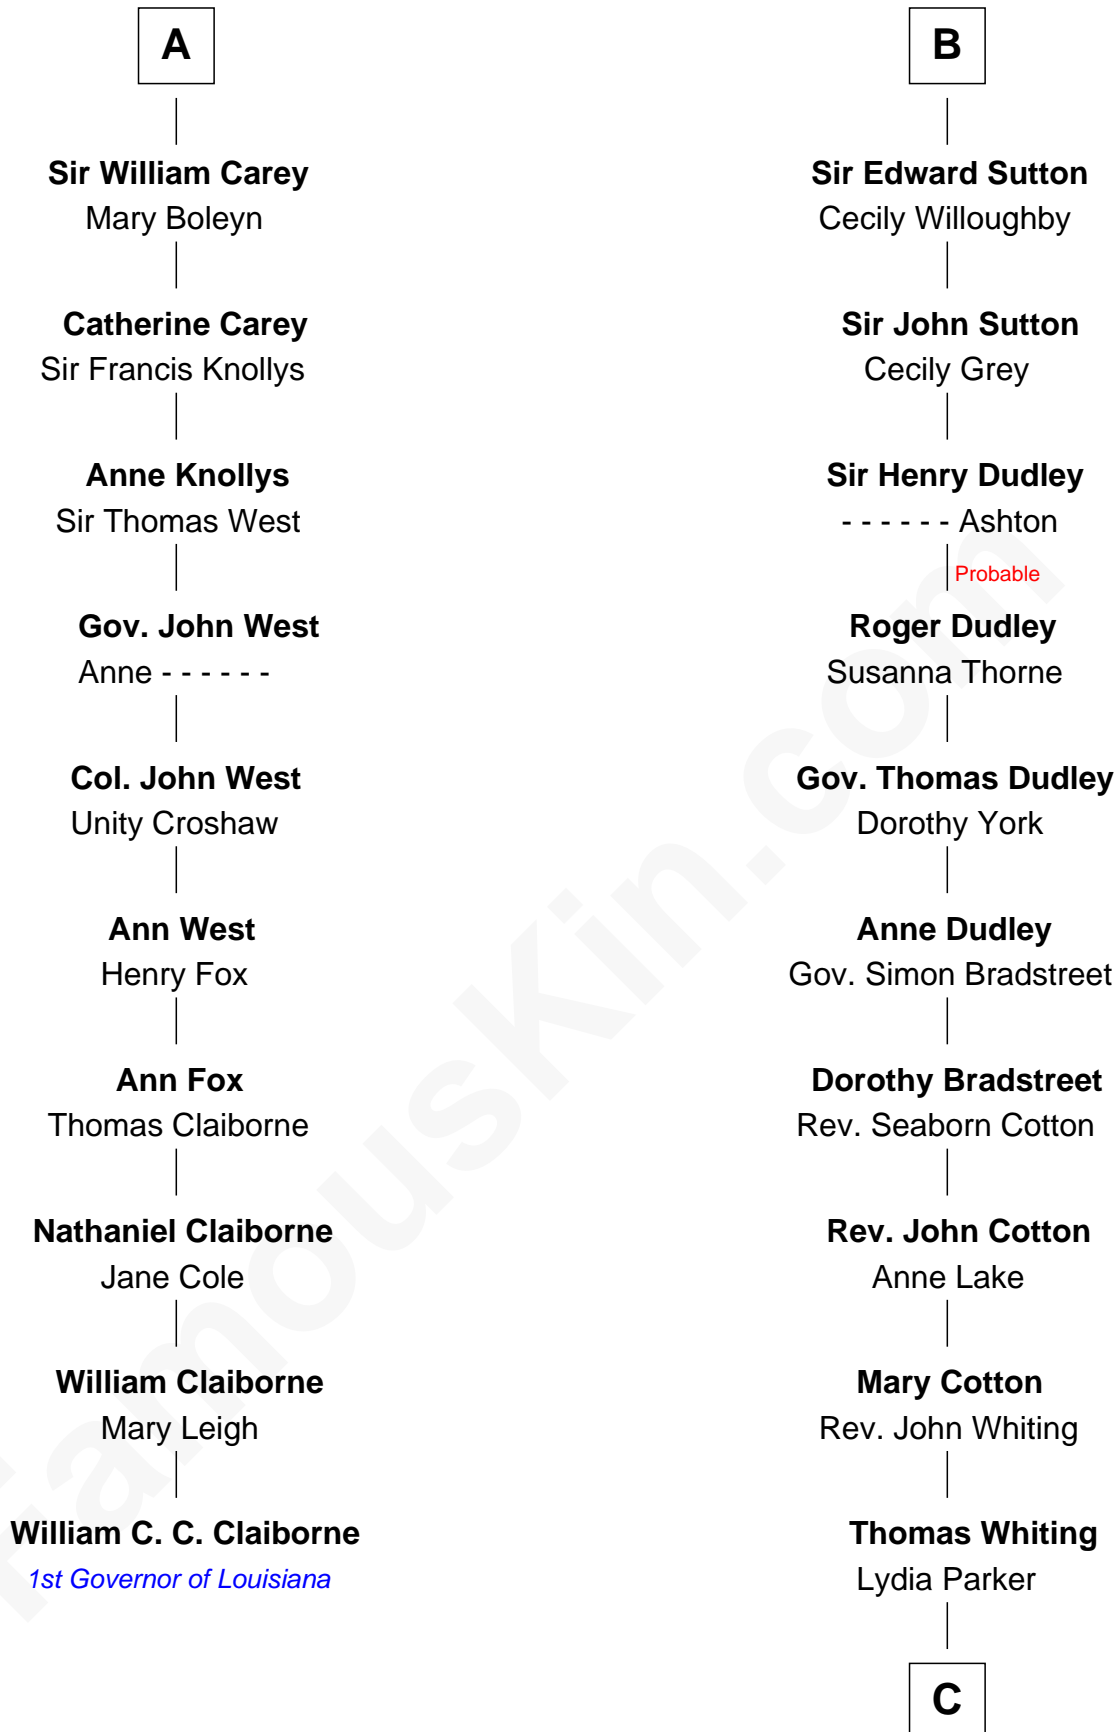 A
Sir William Carey
Mary Boleyn
Catherine Carey
Sir Francis Knollys
Anne Knollys
Sir Thomas West
Gov. John West
Anne - - - - - -
Col. John West
Unity Croshaw
Ann West
Henry Fox
Ann Fox
Thomas Claiborne
Nathaniel Claiborne
Jane Cole
William Claiborne
Mary Leigh
William C. C. Claiborne
1st Governor of Louisiana
B
Sir Edward Sutton
Cecily Willoughby
Sir John Sutton
Cecily Grey
Sir Henry Dudley
- - - - - - Ashton
Probable
Roger Dudley
Susanna Thorne
Gov. Thomas Dudley
Dorothy York
Anne Dudley
Gov. Simon Bradstreet
Dorothy Bradstreet
Rev. Seaborn Cotton
Rev. John Cotton
Anne Lake
Mary Cotton
Rev. John Whiting
Thomas Whiting
Lydia Parker
C
FamousKin.com